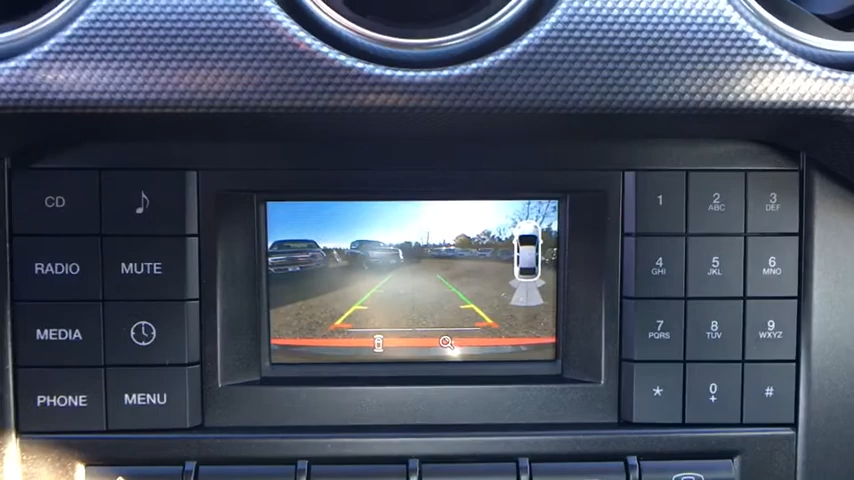 CD
RADIO
MUTE
MEDIA
PHONE
MENU
1
2
ABC
3
DEF
4
GHI
5
JKL
6
MNO
7
PQRS
8
TUV
9
WXYZ
*
0
+
#